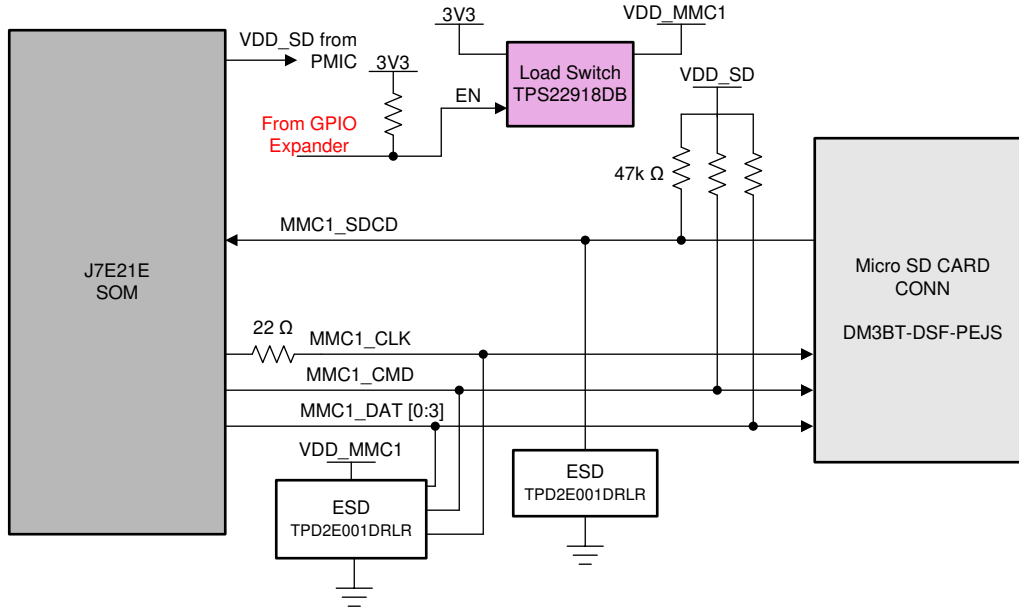 VDD_SD from
PMIC
3V3
3V3
VDD_MMC1
Load Switch
TPS22918DB
EN
From GPIO
Expander
VDD_SD
47k Ω
MMC1_SDCD
J7E21E
SOM
Micro SD CARD
CONN
DM3BT-DSF-PEJS
22 Ω
MMC1_CLK
MMC1_CMD
MMC1_DAT [0:3]
VDD_MMC1
ESD
TPD2E001DRLR
ESD
TPD2E001DRLR